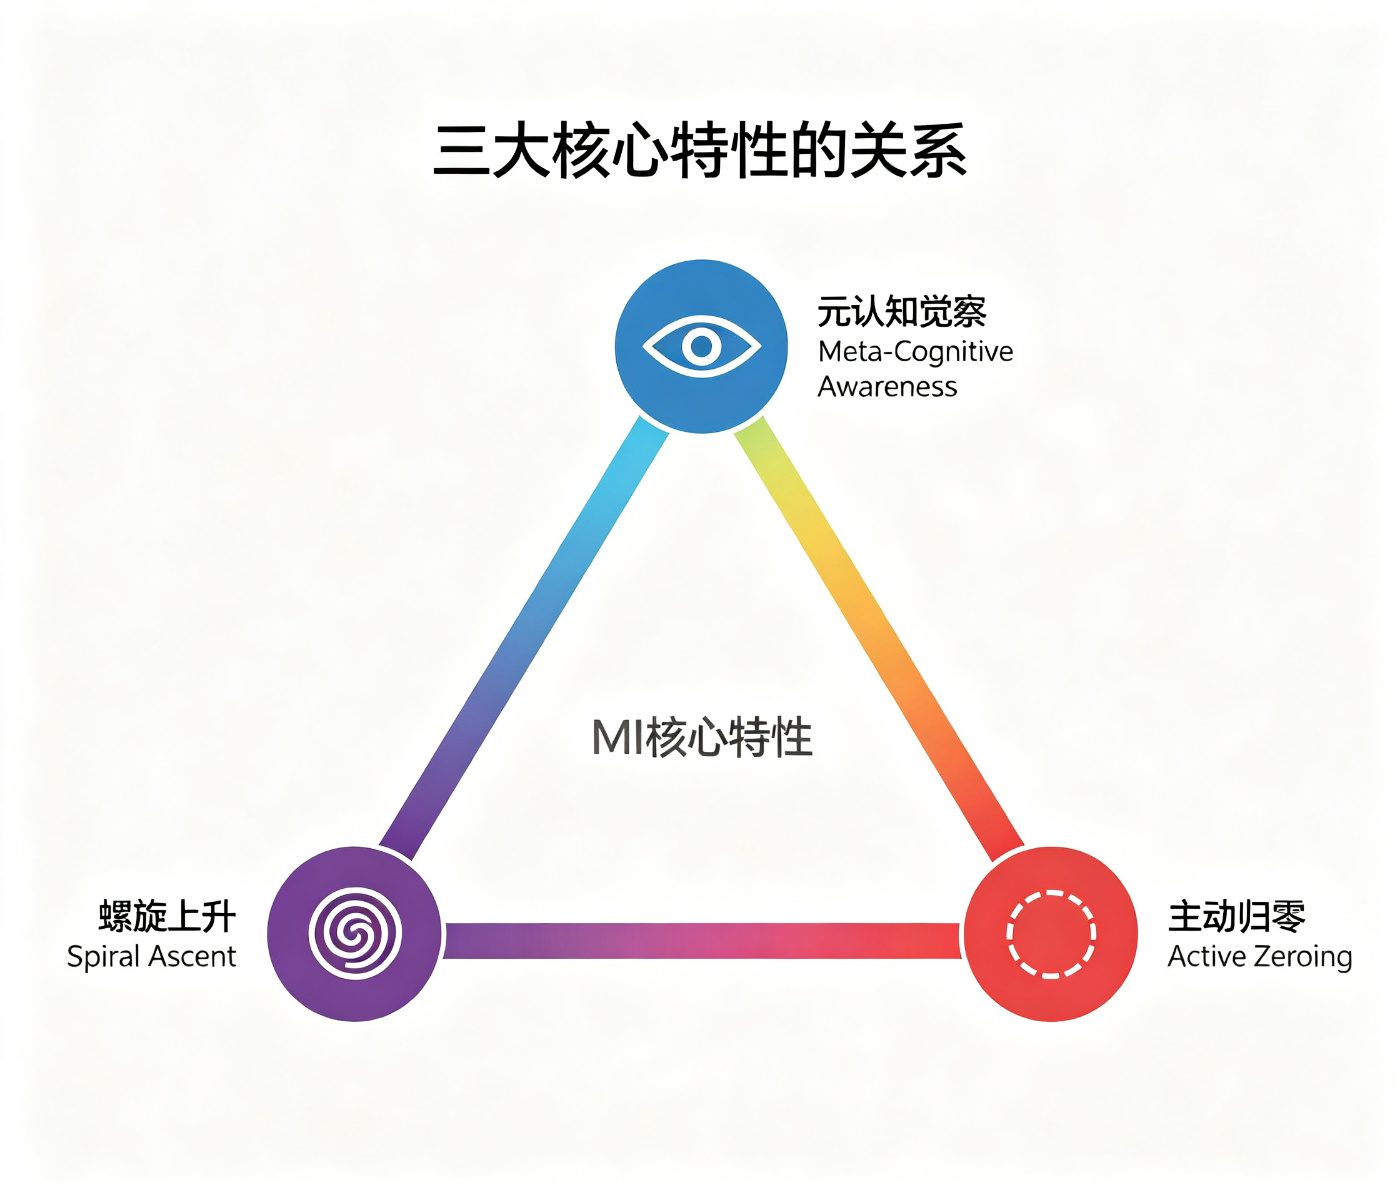 三大核心特性的关系
元认知觉察
Meta-Cognitive
Awareness
MI核心特性
螺旋上升
Spiral Ascent
主动归零
Active Zeroing